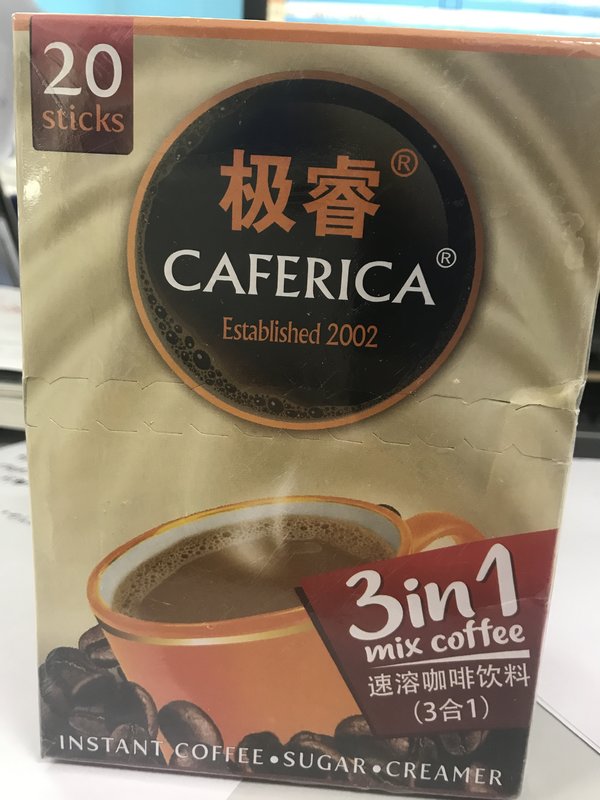 20
sticks
极睿®
CAFERICA®
Established 2002
3in1
mix coffee
速溶咖啡饮料
(3合1)
INSTANT COFFEE•SUGAR•CREAMER